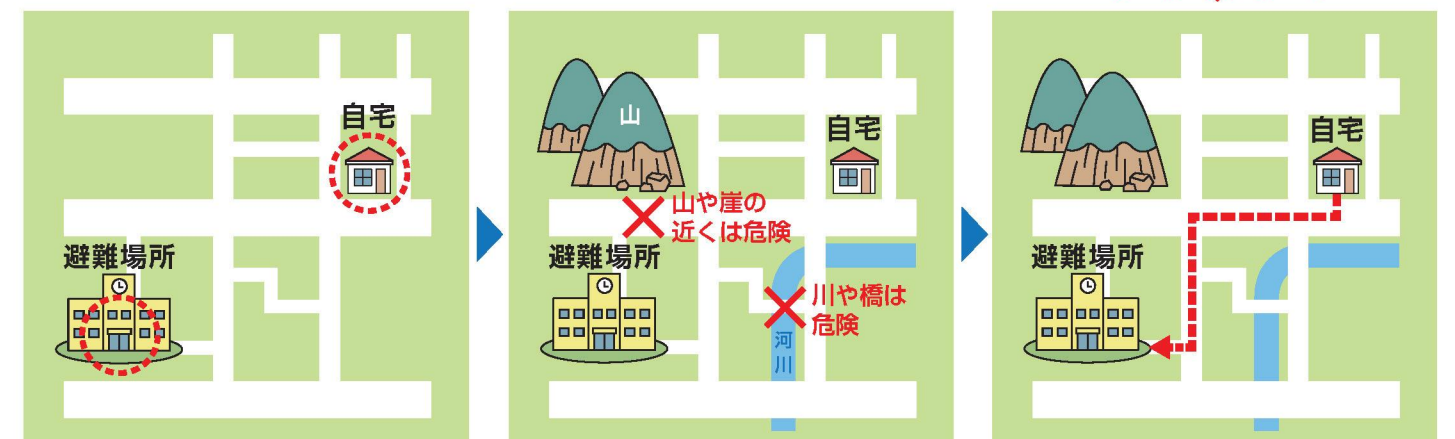 自宅
避難場所
山
自宅
山や崖の
近くは危険
避難場所
川や橋は
危険
河川
自宅
避難場所